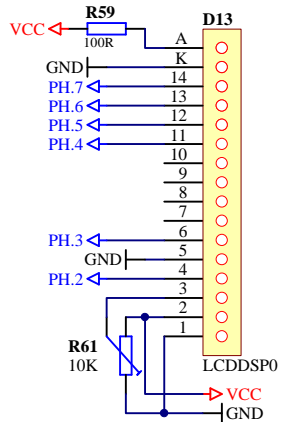 R59
D13
VCC
100R
A
GND
K
PH.7
14
PH.6
13
PH.5
12
PH.4
11
10
9
8
7
PH.3
6
GND
5
PH.2
4
3
2
1
R61
10K
LCDDSP0
VCC
GND